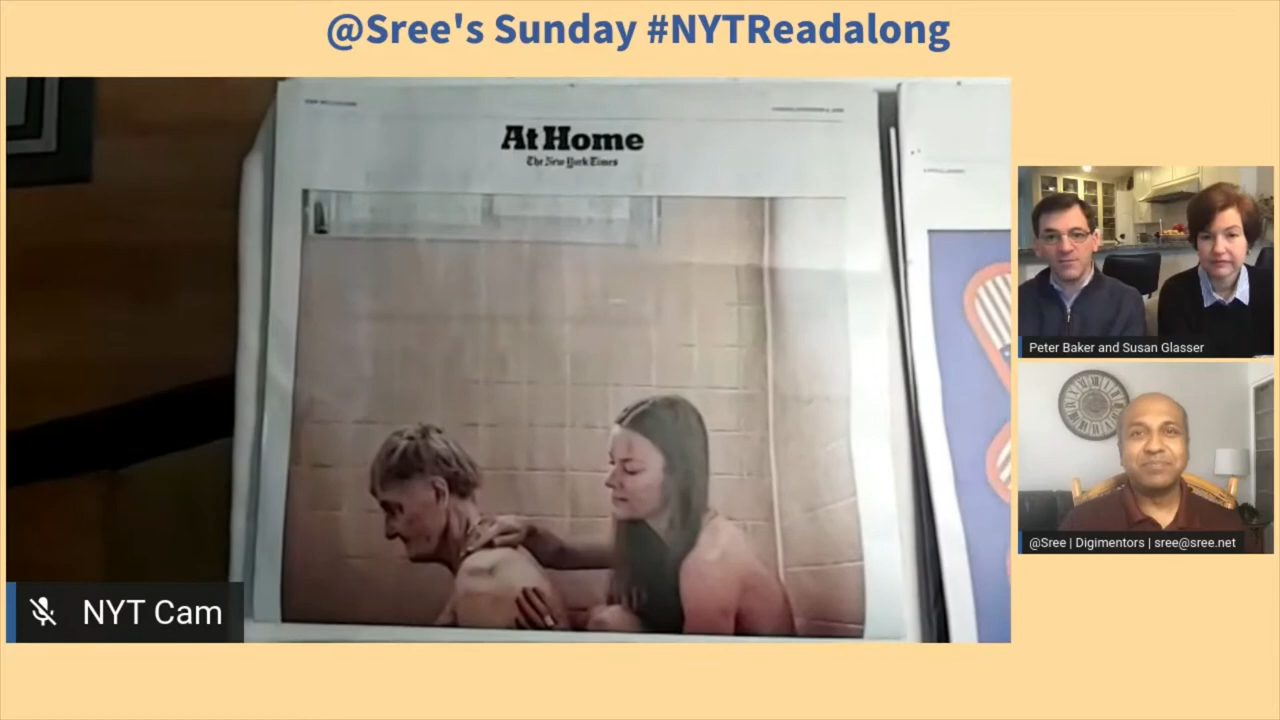 @Sree's Sunday #NYTReadalong
At Home
The New York Times
NYT Cam
Peter Baker and Susan Glasser
@Sree | Digimentors | sree@sree.net